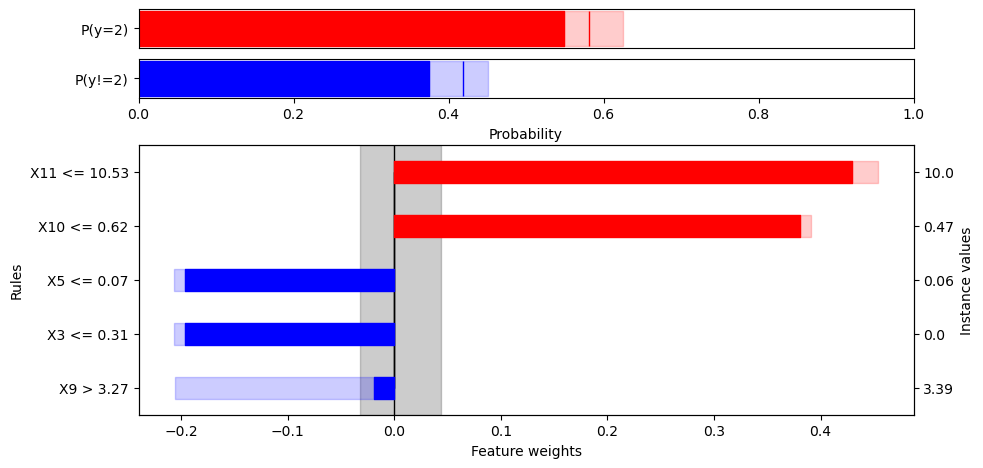 P(y=2)
P(y!=2)
0.0 0.2 0.4 0.6 0.8 1.0
Probability
X11 <= 10.53 10.0
X10 <= 0.62 0.47
X5 <= 0.07 0.06
X3 <= 0.31 0.0
X9 > 3.27 3.39
Rules
Instance values
−0.2 −0.1 0.0 0.1 0.2 0.3 0.4
Feature weights